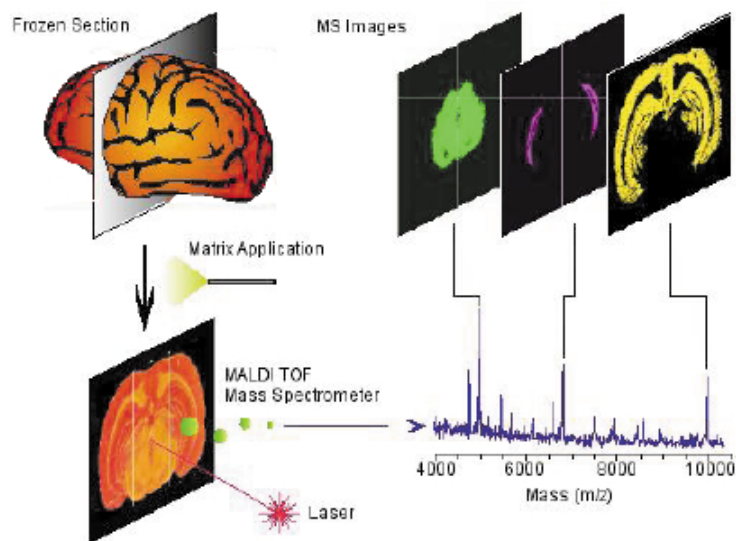 Frozen Section
MS Images
Matrix Application
MALDI TOF
Mass Spectrometer
Laser
4000 6000 8000 10000
Mass (m/z)